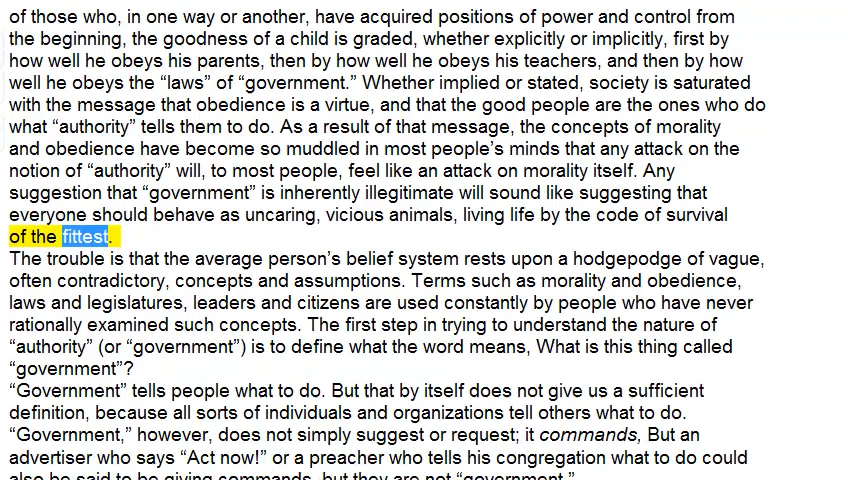 of those who, in one way or another, have acquired positions of power and control from
the beginning, the goodness of a child is graded, whether explicitly or implicitly, first by
how well he obeys his parents, then by how well he obeys his teachers, and then by how
well he obeys the “laws” of “government.” Whether implied or stated, society is saturated
with the message that obedience is a virtue, and that the good people are the ones who do
what “authority” tells them to do. As a result of that message, the concepts of morality
and obedience have become so muddled in most people’s minds that any attack on the
notion of “authority” will, to most people, feel like an attack on morality itself. Any
suggestion that “government” is inherently illegitimate will sound like suggesting that
everyone should behave as uncaring, vicious animals, living life by the code of survival
of the fittest.
The trouble is that the average person’s belief system rests upon a hodgepodge of vague,
often contradictory, concepts and assumptions. Terms such as morality and obedience,
laws and legislatures, leaders and citizens are used constantly by people who have never
rationally examined such concepts. The first step in trying to understand the nature of
“authority” (or “government”) is to define what the word means, What is this thing called
“government”?
“Government” tells people what to do. But that by itself does not give us a sufficient
definition, because all sorts of individuals and organizations tell others what to do.
“Government,” however, does not simply suggest or request; it commands, But an
advertiser who says “Act now!” or a preacher who tells his congregation what to do could
also be said to be giving commands, but they are not “government.”